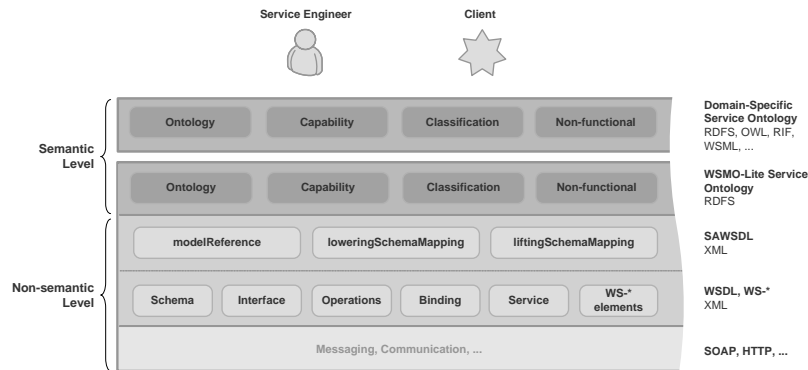 Service Engineer
Client
Ontology
Capability
Classification
Non-functional
Domain-Specific
Service Ontology
RDFS, OWL, RIF,
WSML, ...
Semantic
Level
Ontology
Capability
Classification
Non-functional
WSMO-Lite Service
Ontology
RDFS
modelReference
loweringSchemaMapping
liftingSchemaMapping
SAWSDL
XML
Non-semantic
Level
Schema
Interface
Operations
Binding
Service
WS-*
elements
WSDL, WS-*
XML
Messaging, Communication, ...
SOAP, HTTP, ...